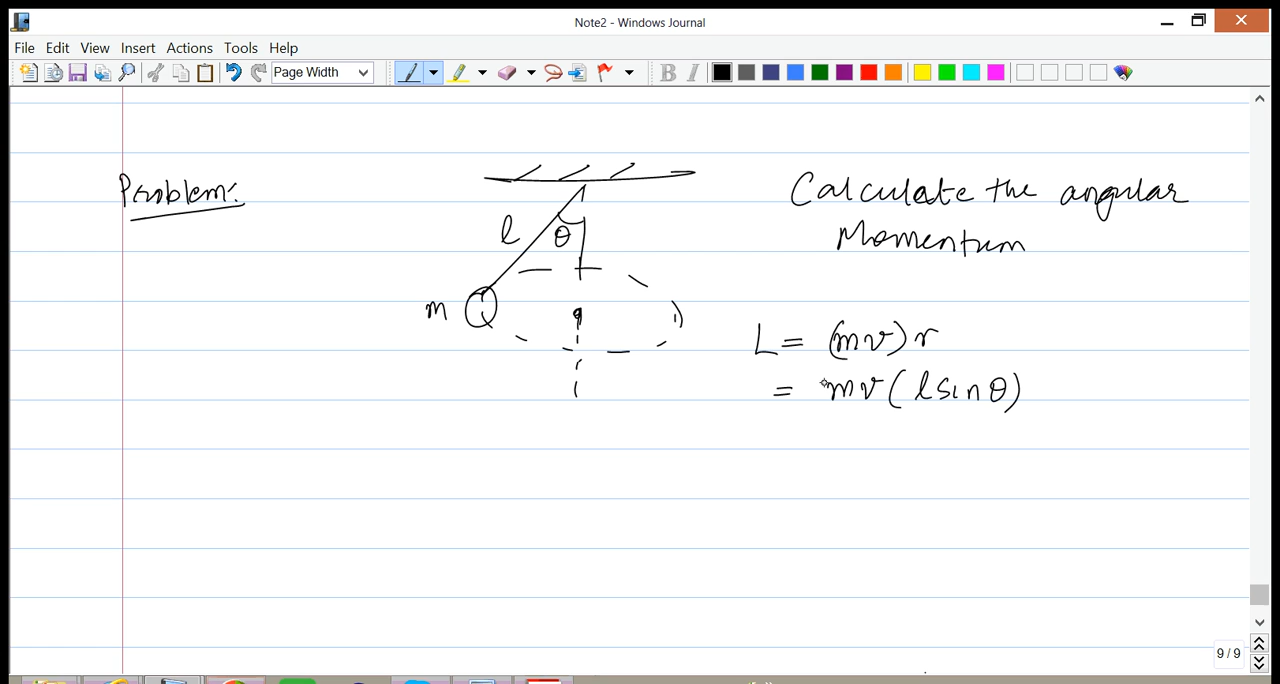 Note2 - Windows Journal
File Edit View Insert Actions Tools Help
Page Width
B I
Problem:
Calculate the angular
Momentum
l
θ
m
L = (mv) r
= mv ( l sin θ )
9 / 9